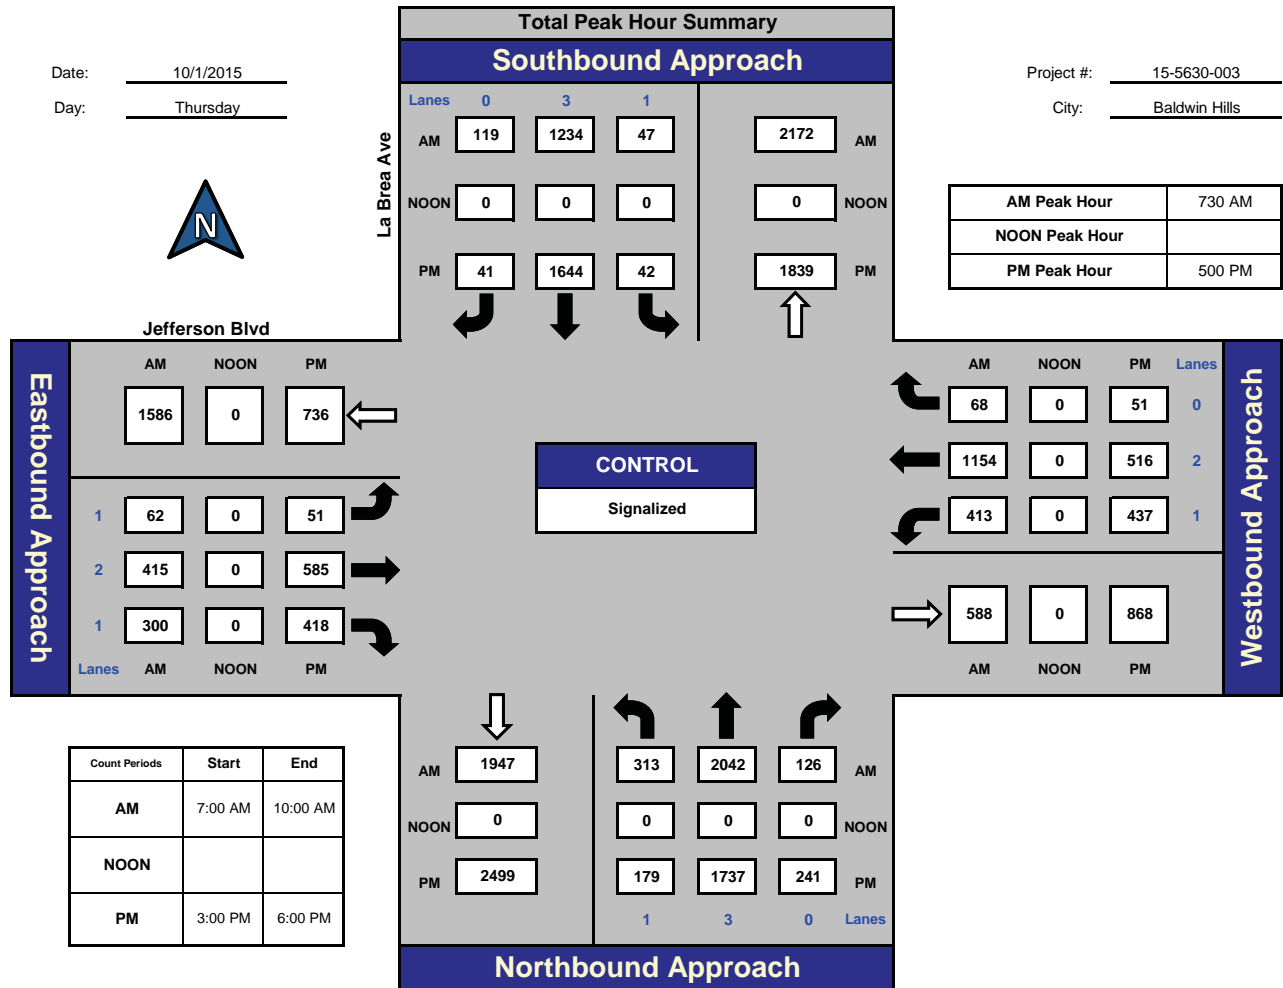 Total Peak Hour Summary
Southbound Approach
Date: 10/1/2015
Day: Thursday
Project #: 15-5630-003
City: Baldwin Hills
N
La Brea Ave
Lanes 0 3 1
AM 119 1234 47 2172 AM
NOON 0 0 0 0 NOON
PM 41 1644 42 1839 PM
AM Peak Hour 730 AM
NOON Peak Hour
PM Peak Hour 500 PM
Jefferson Blvd
Eastbound Approach
AM NOON PM
1586 0 736
1 62 0 51
2 415 0 585
1 300 0 418
Lanes AM NOON PM
CONTROL
Signalized
AM NOON PM Lanes
68 0 51 0
1154 0 516 2
413 0 437 1
588 0 868
AM NOON PM
Westbound Approach
Count Periods Start End
AM 7:00 AM 10:00 AM
NOON
PM 3:00 PM 6:00 PM
AM 1947 313 2042 126 AM
NOON 0 0 0 0 NOON
PM 2499 179 1737 241 PM
1 3 0 Lanes
Northbound Approach